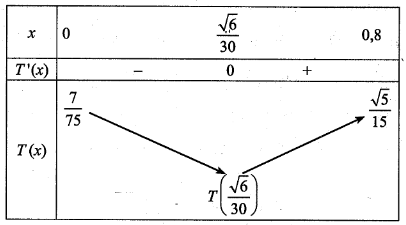 x 0 √6/30 0,8
T'(x) − 0 +
7/75 √5/15
T(x)
T(√6/30)